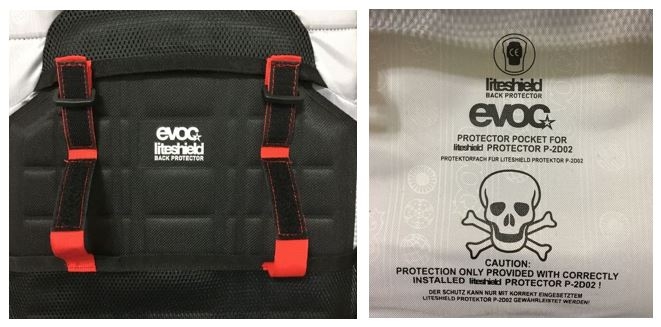 evoc
liteshield
BACK PROTECTOR
liteshield
BACK PROTECTOR
evoc
PROTECTOR POCKET FOR
liteshield PROTECTOR P-2D02
PROTEKTORFACH FÜR LITESHIELD PROTEKTOR P-2D02
CAUTION:
PROTECTION ONLY PROVIDED WITH CORRECTLY
INSTALLED liteshield PROTECTOR P-2D02 !
DER SCHUTZ KANN NUR MIT KORREKT EINGESETZTEM
LITESHIELD PROTEKTOR P-2D02 GEWÄHRLEISTET WERDEN!